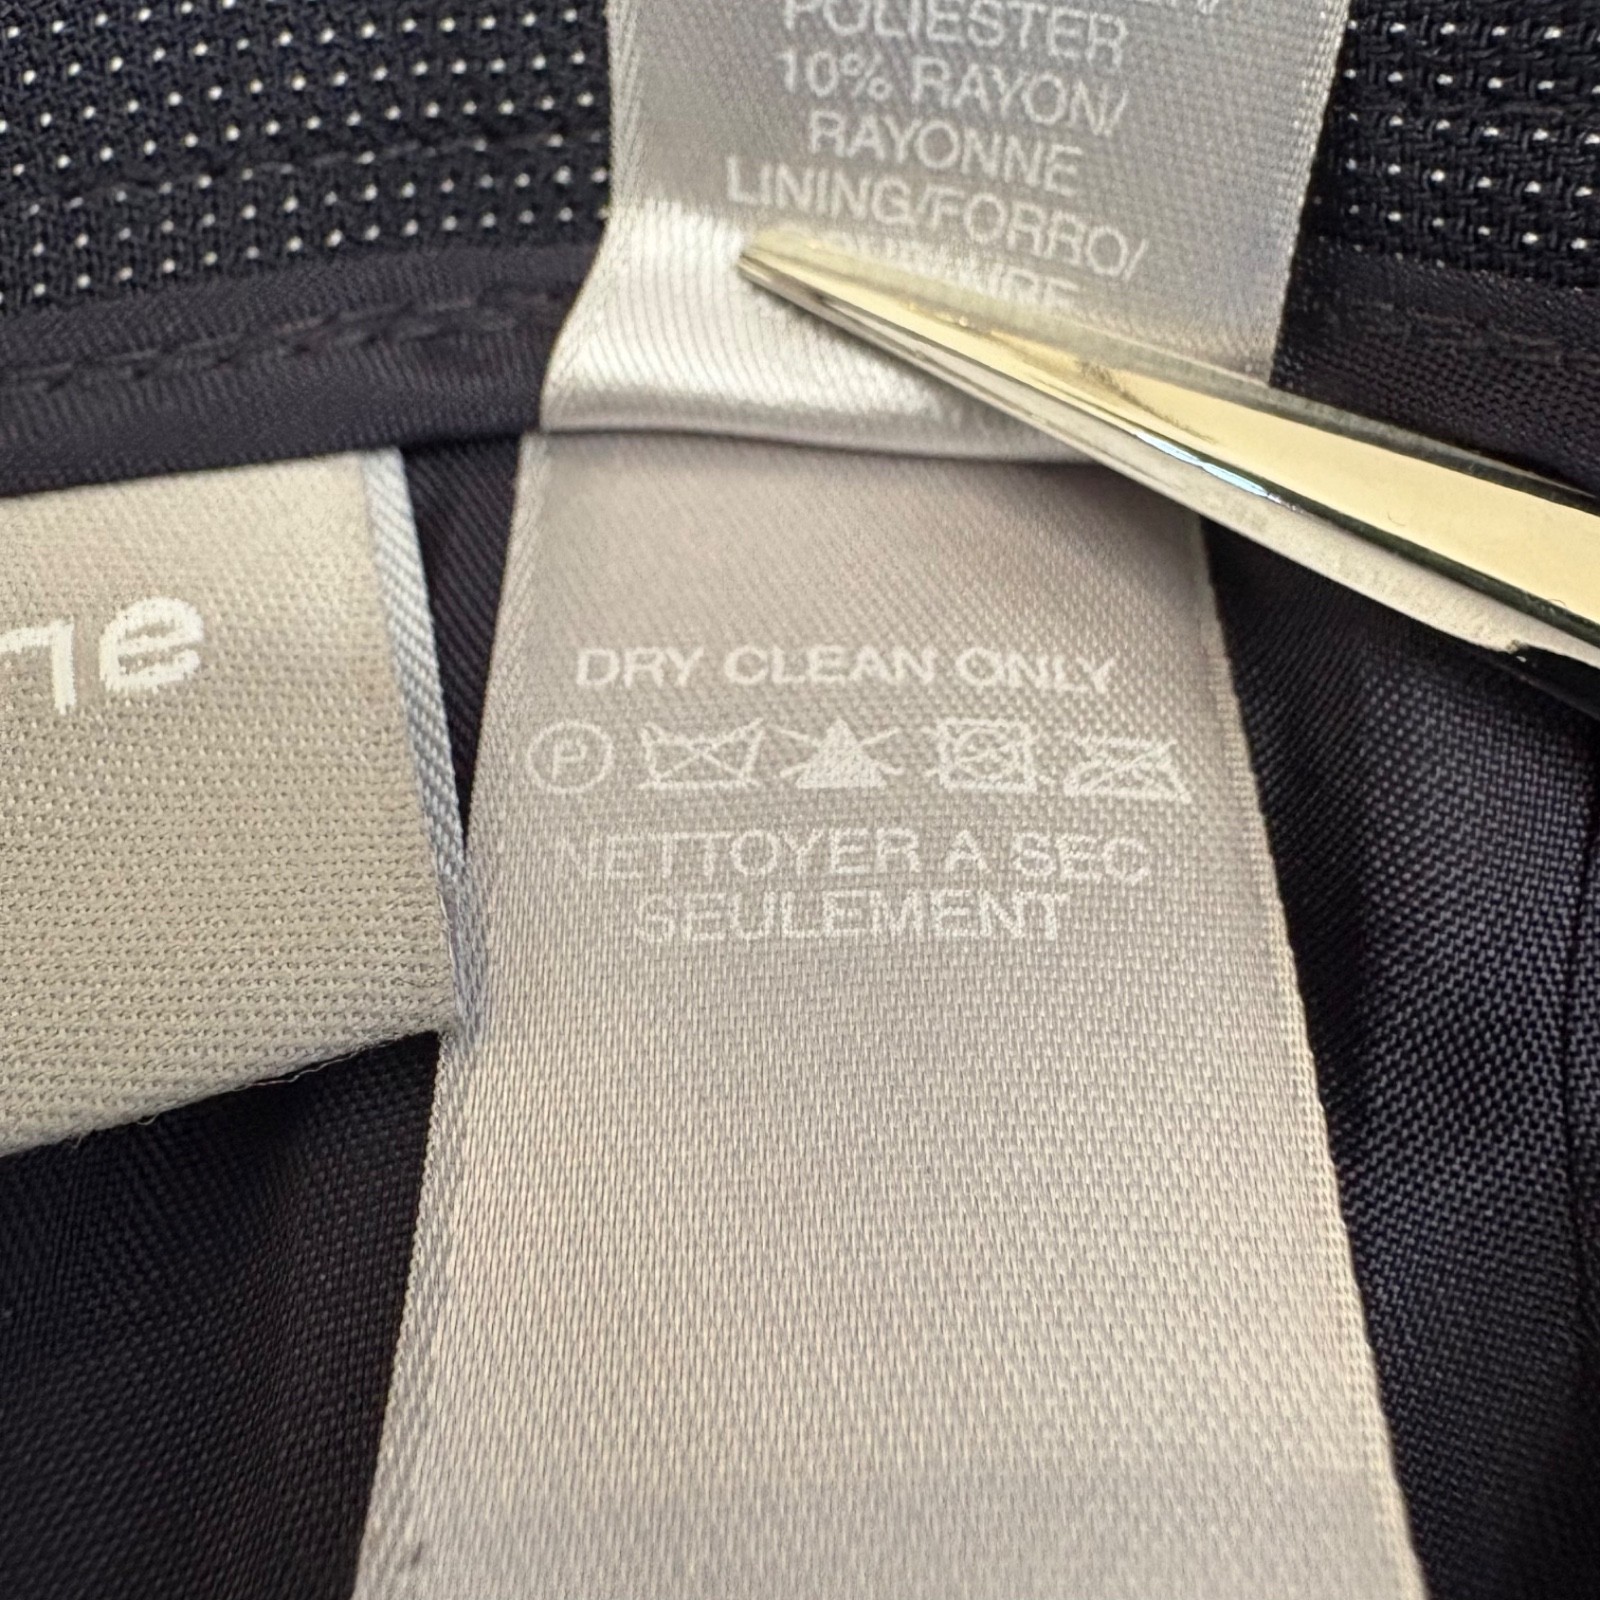 POLIESTER
10% RAYON/
RAYONNE
LINING/FORRO/
DRY CLEAN ONLY
P
NETTOYER A SEC
SEULEMENT